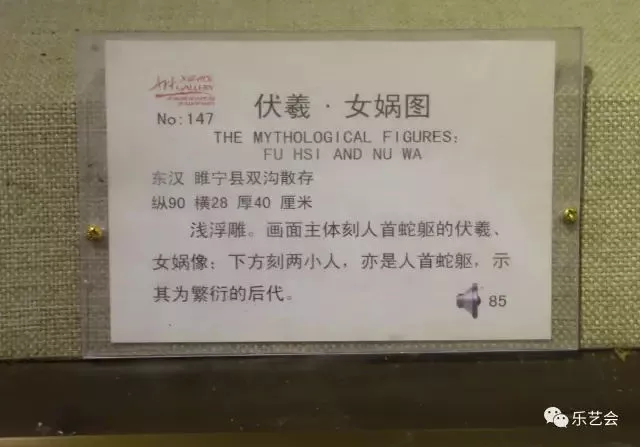 ART GALLERY
No:147
伏羲·女娲图
THE MYTHOLOGICAL FIGURES:
FU HSI AND NU WA
东汉 睢宁县双沟散存
纵90 横28 厚40 厘米
浅浮雕。画面主体刻人首蛇躯的伏羲、
女娲像：下方刻两小人，亦是人首蛇躯，示
其为繁衍的后代。
85
乐艺会